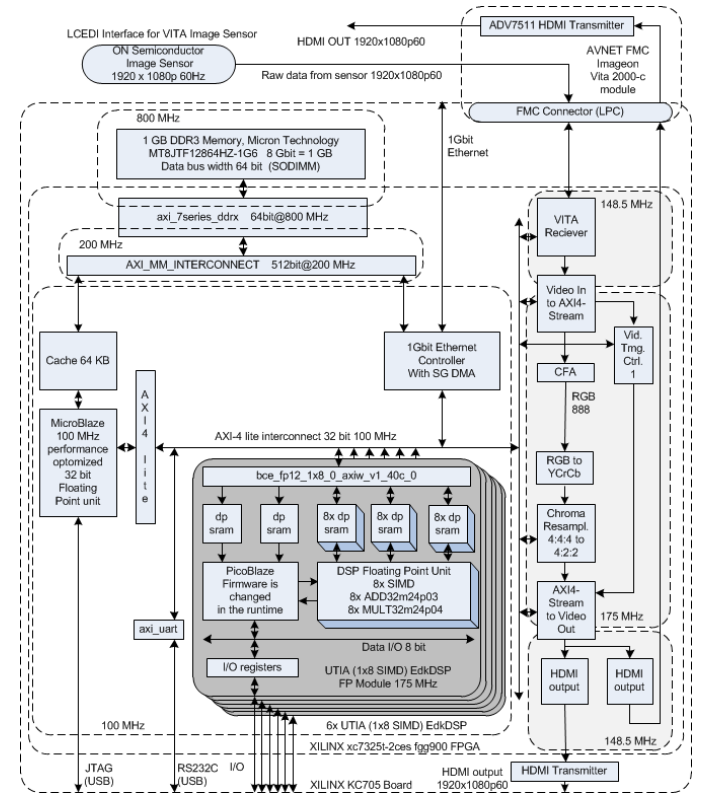 LCEDI Interface for VITA Image Sensor
ON Semiconductor
Image Sensor
1920 x 1080p 60Hz
HDMI OUT 1920x1080p60
Raw data from sensor 1920x1080p60
ADV7511 HDMI Transmitter
AVNET FMC
Imageon
Vita 2000-c
module
FMC Connector (LPC)
800 MHz
1 GB DDR3 Memory, Micron Technology
MT8JTF12864HZ-1G6   8 Gbit = 1 GB
Data bus width 64 bit  (SODIMM)
1Gbit
Ethernet
axi_7series_ddrx    64bit@800 MHz
200 MHz
AXI_MM_INTERCONNECT    512bit@200 MHz
VITA
Reciever
148.5 MHz
Video In
to AXI4-
Stream
Vid.
Tmg.
Ctrl.
1
CFA
RGB
888
RGB to
YCrCb
Chroma
Resampl.
4:4:4 to
4:2:2
AXI4-
Stream
to Video
Out
175 MHz
HDMI
output
HDMI
output
148.5 MHz
Cache 64 KB
1Gbit Ethernet
Controller
With SG DMA
MicroBlaze
100 MHz
performance
optomized
32 bit
Floating
Point unit
A
X
I
4
l
i
t
e
AXI-4 lite interconnect 32 bit 100 MHz
bce_fp12_1x8_0_axiw_v1_40c_0
dp
sram
dp
sram
8x dp
sram
8x dp
sram
8x dp
sram
PicoBlaze
Firmware is
changed
in the runtime
DSP Floating Point Unit
8x SIMD
8x ADD32m24p03
8x MULT32m24p04
Data I/O 8 bit
I/O registers
UTIA (1x8 SIMD) EdkDSP
FP Module 175 MHz
axi_uart
100 MHz
6x UTIA (1x8 SIMD) EdkDSP
XILINX xc7325t-2ces fgg900 FPGA
JTAG
(USB)
RS232C
(USB)
I/O
XILINX KC705 Board
HDMI output
1920x1080p60
HDMI Transmitter